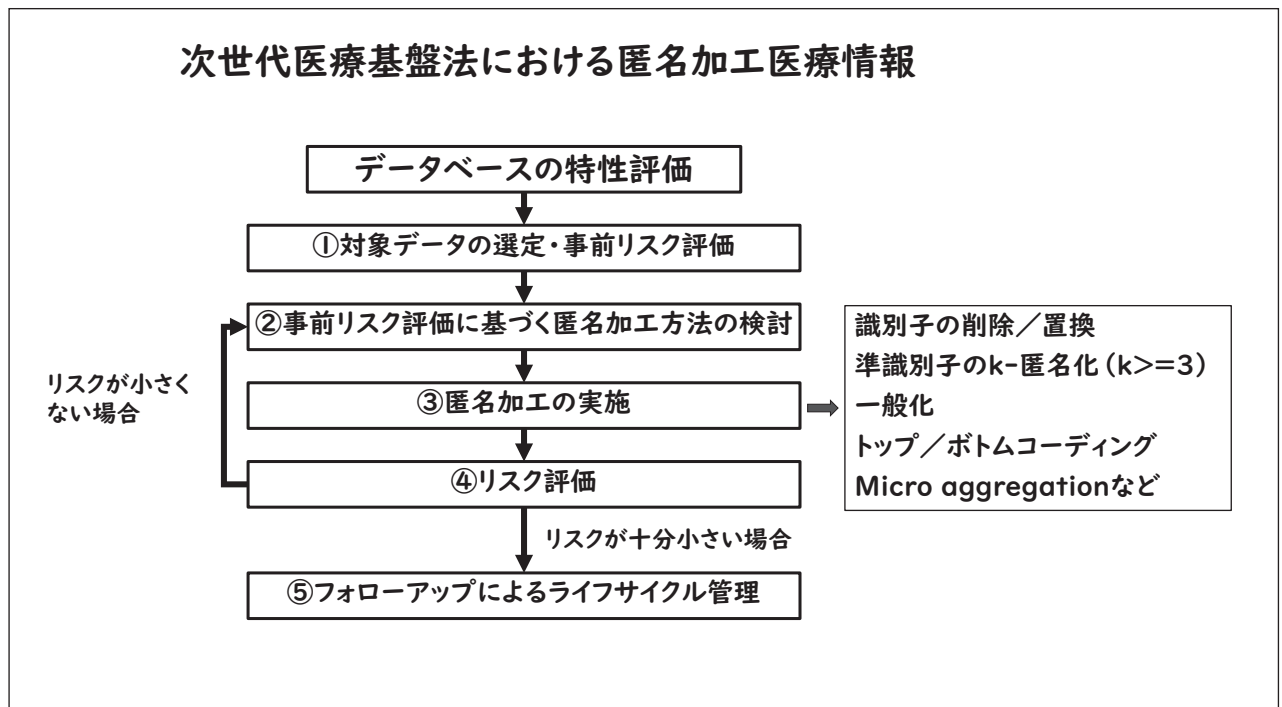 次世代医療基盤法における匿名加工医療情報
データベースの特性評価
①対象データの選定・事前リスク評価
②事前リスク評価に基づく匿名加工方法の検討
③匿名加工の実施
④リスク評価
リスクが小さく
ない場合
リスクが十分小さい場合
⑤フォローアップによるライフサイクル管理
識別子の削除／置換
準識別子のk-匿名化（k>=3）
一般化
トップ／ボトムコーディング
Micro aggregationなど